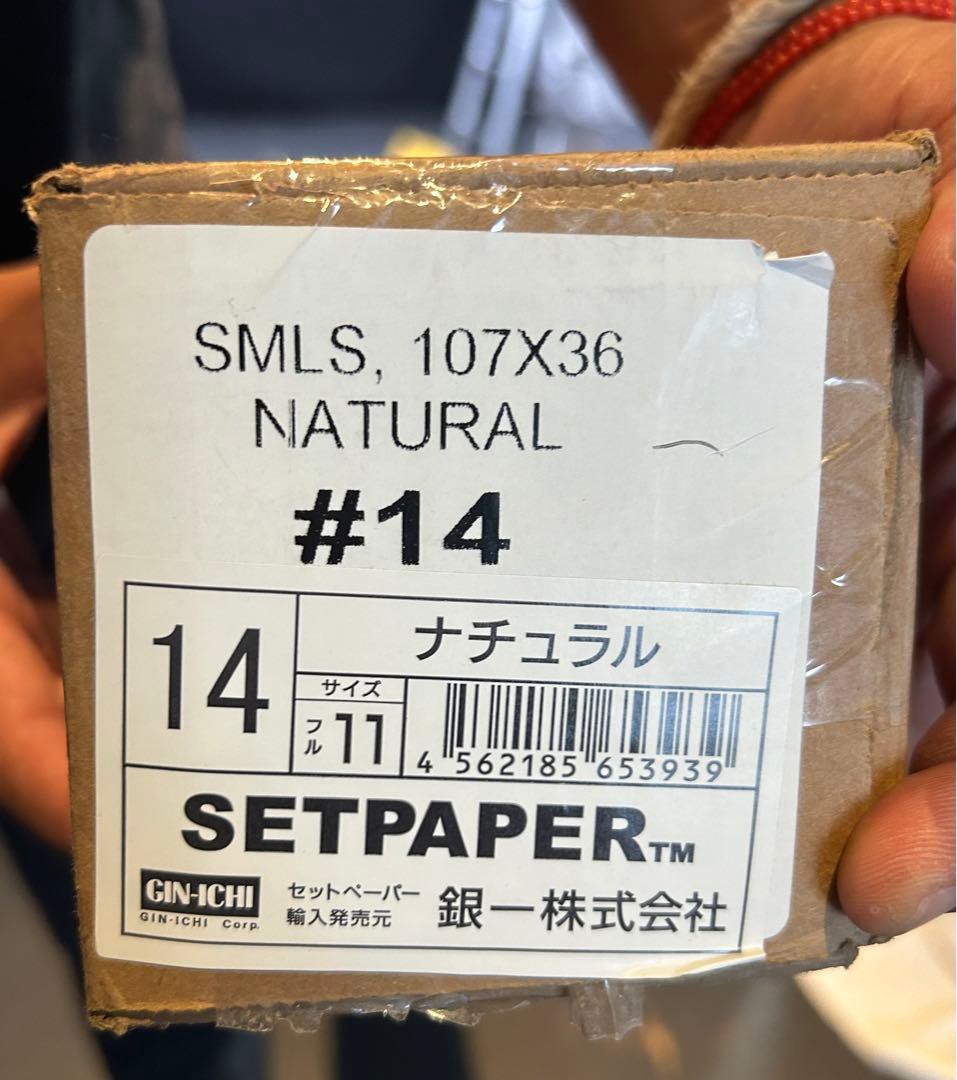 SMLS, 107X36
NATURAL
#14
14
ナチュラル
サイズ
フル 11
4 562185 653939
SETPAPER™
GIN-ICHI
GIN-ICHI Corp.
セットペーパー
輸入発売元
銀一株式会社